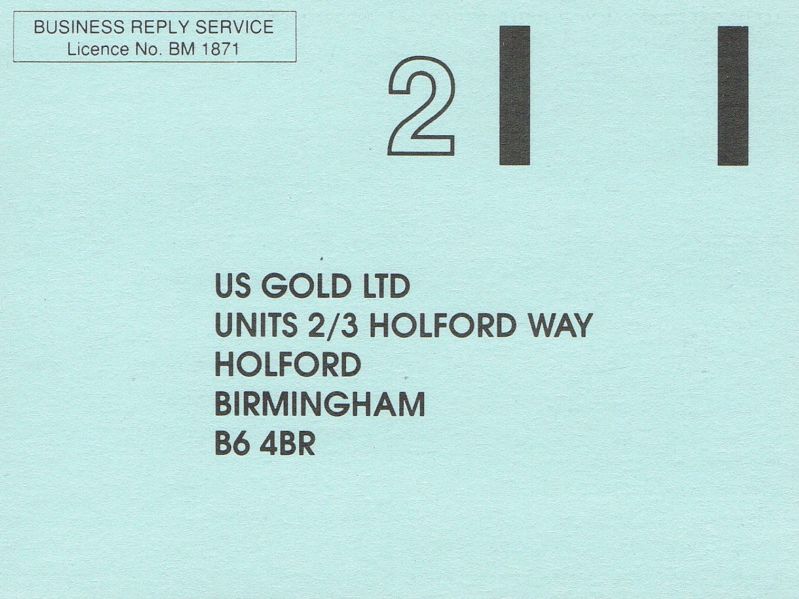 BUSINESS REPLY SERVICE
Licence No. BM 1871
2
US GOLD LTD
UNITS 2/3 HOLFORD WAY
HOLFORD
BIRMINGHAM
B6 4BR